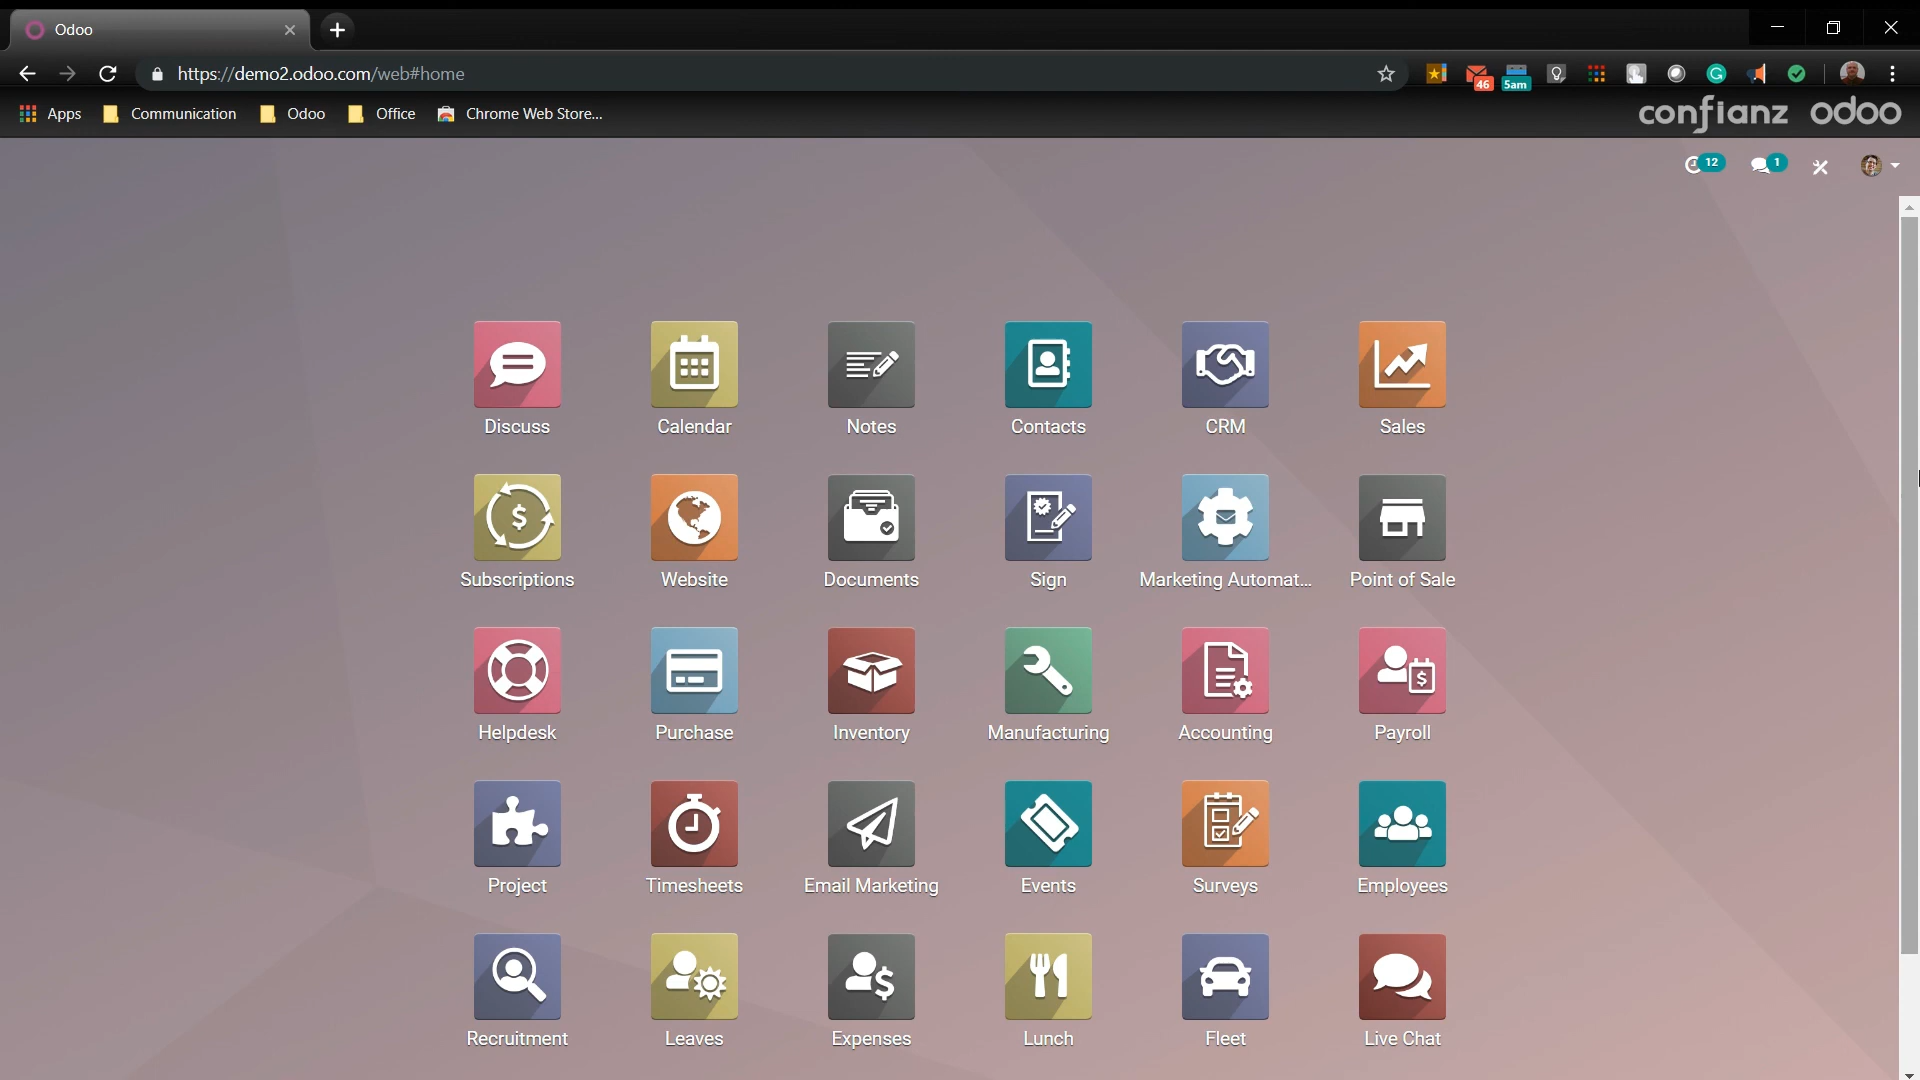 Odoo
https://demo2.odoo.com/web#home
46
5am
Apps
Communication
Odoo
Office
Chrome Web Store...
confianz odoo
12
1
Discuss
Calendar
Notes
Contacts
CRM
Sales
Subscriptions
Website
Documents
Sign
Marketing Automat...
Point of Sale
Helpdesk
Purchase
Inventory
Manufacturing
Accounting
Payroll
Project
Timesheets
Email Marketing
Events
Surveys
Employees
Recruitment
Leaves
Expenses
Lunch
Fleet
Live Chat